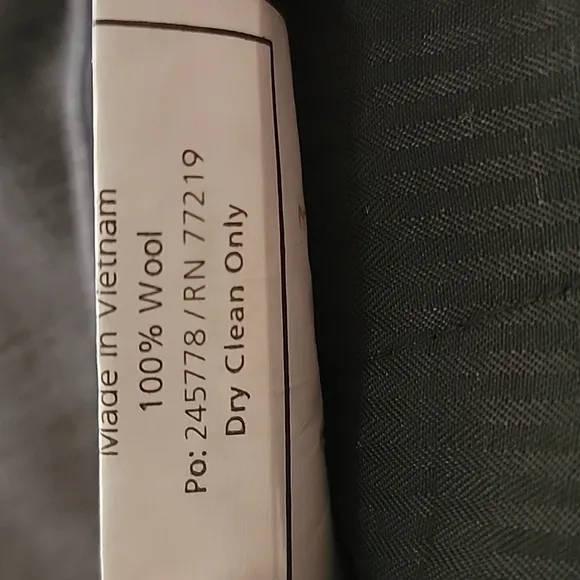 Made in Vietnam
100% Wool
Po: 245778 / RN 77219
Dry Clean Only